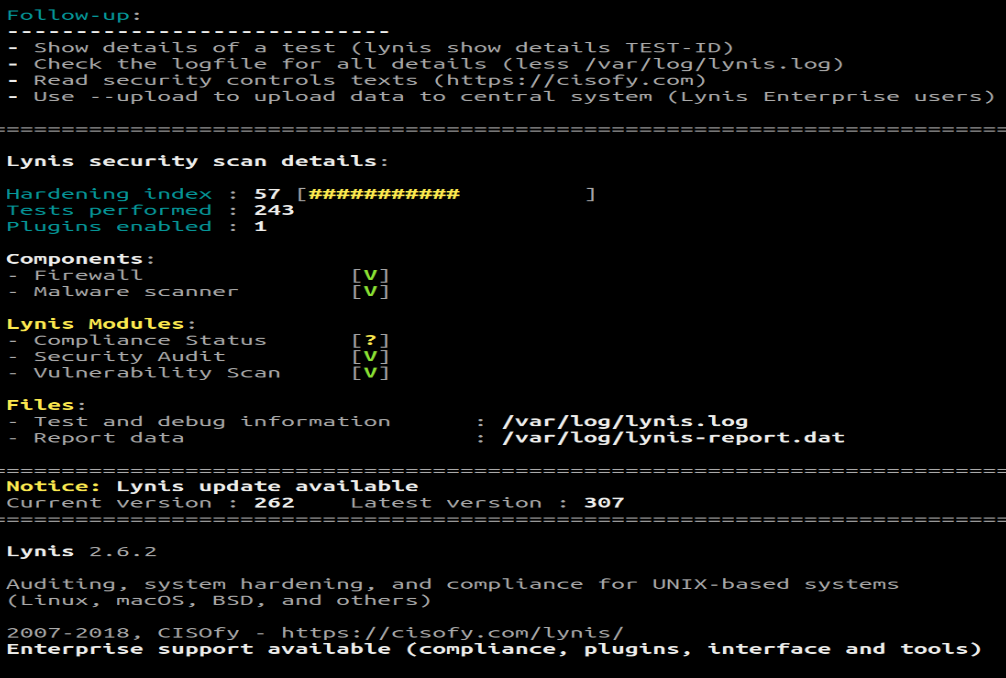 Follow-up:
----------------------------
- Show details of a test (lynis show details TEST-ID)
- Check the logfile for all details (less /var/log/lynis.log)
- Read security controls texts (https://cisofy.com)
- Use --upload to upload data to central system (Lynis Enterprise users)
=========================================================================
Lynis security scan details:
Hardening index : 57 [###########         ]
Tests performed : 243
Plugins enabled : 1
Components:
- Firewall               [V]
- Malware scanner        [V]
Lynis Modules:
- Compliance Status      [?]
- Security Audit         [V]
- Vulnerability Scan     [V]
Files:
- Test and debug information      : /var/log/lynis.log
- Report data                     : /var/log/lynis-report.dat
=========================================================================
Notice: Lynis update available
Current version : 262    Latest version : 307
=========================================================================
Lynis 2.6.2
Auditing, system hardening, and compliance for UNIX-based systems
(Linux, macOS, BSD, and others)
2007-2018, CISOfy - https://cisofy.com/lynis/
Enterprise support available (compliance, plugins, interface and tools)